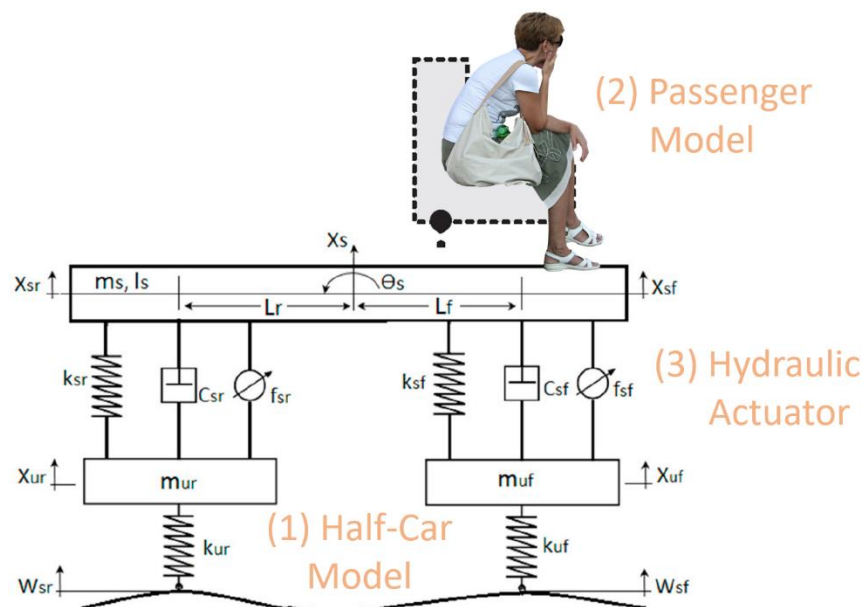 (2) Passenger
Model
Xs
Xsr
ms, Is
Θs
Xsf
Lr
Lf
ksr
Csr
fsr
ksf
Csf
fsf
(3) Hydraulic
Actuator
Xur
mur
muf
Xuf
(1) Half-Car
Model
kur
kuf
Wsr
Wsf